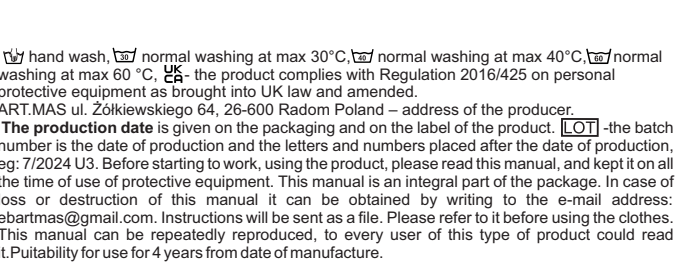 hand wash, 30 normal washing at max 30°C, 40 normal washing at max 40°C, 60 normal
washing at max 60 °C, UK CA - the product complies with Regulation 2016/425 on personal
protective equipment as brought into UK law and amended.
ART.MAS ul. Żółkiewskiego 64, 26-600 Radom Poland – address of the producer.
The production date is given on the packaging and on the label of the product. LOT -the batch
number is the date of production and the letters and numbers placed after the date of production,
eg: 7/2024 U3. Before starting to work, using the product, please read this manual, and kept it on all
the time of use of protective equipment. This manual is an integral part of the package. In case of
loss or destruction of this manual it can be obtained by writing to the e-mail address:
ebartmas@gmail.com. Instructions will be sent as a file. Please refer to it before using the clothes.
This manual can be repeatedly reproduced, to every user of this type of product could read
it.Puitability for use for 4 years from date of manufacture.